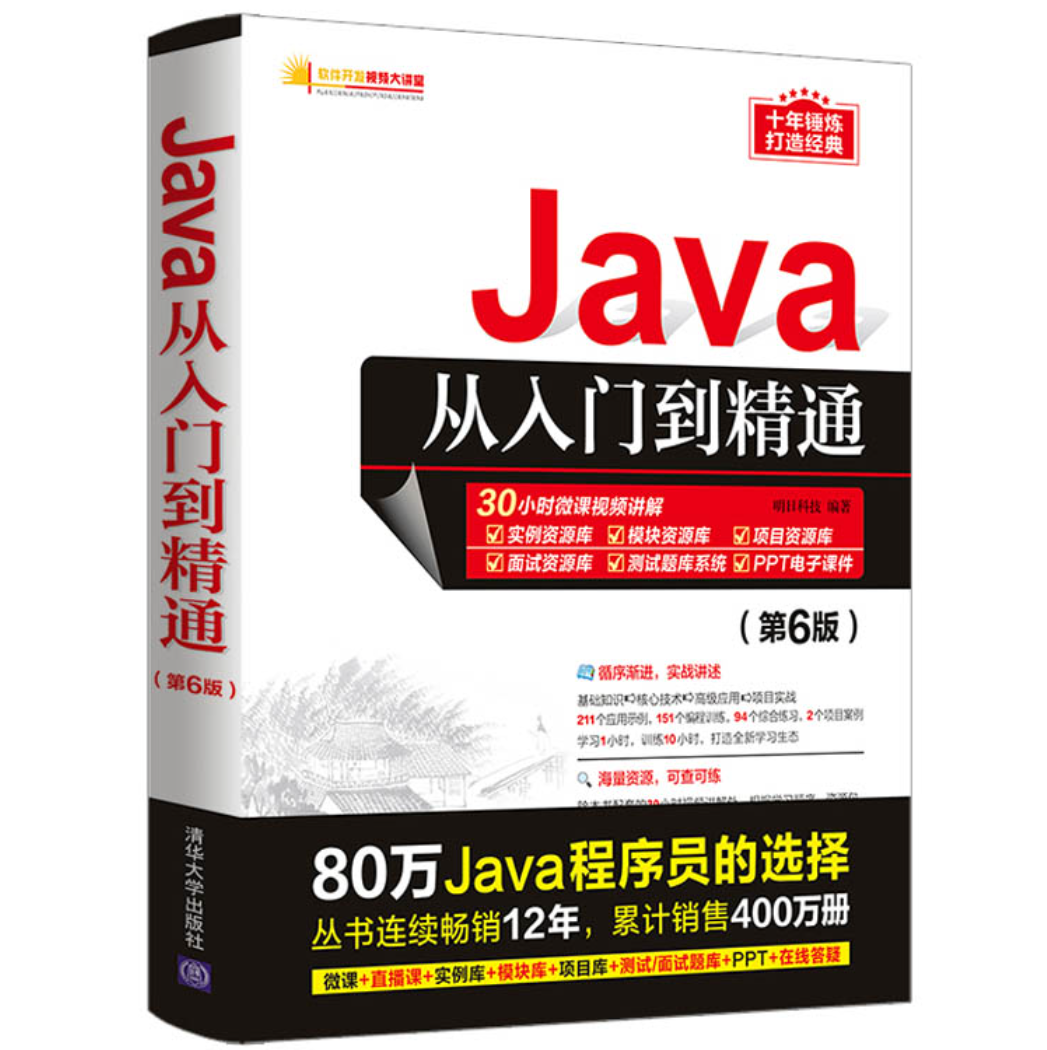 Java从入门到精通
（第6版）
清华大学出版社
软件开发视频大讲堂
十年锤炼
打造经典
Java
从入门到精通
30小时微课视频讲解
明日科技 编著
实例资源库 模块资源库 项目资源库
面试资源库 测试题库系统 PPT电子课件
（第6版）
循序渐进，实战讲述
基础知识 核心技术 高级应用 项目实战
211个应用示例，151个编程训练，94个综合练习，2个项目案例
学习1小时，训练10小时，打造全新学习生态
海量资源，可查可练
80万Java程序员的选择
丛书连续畅销12年，累计销售400万册
微课+直播课+实例库+模块库+项目库+测试/面试题库+PPT+在线答疑